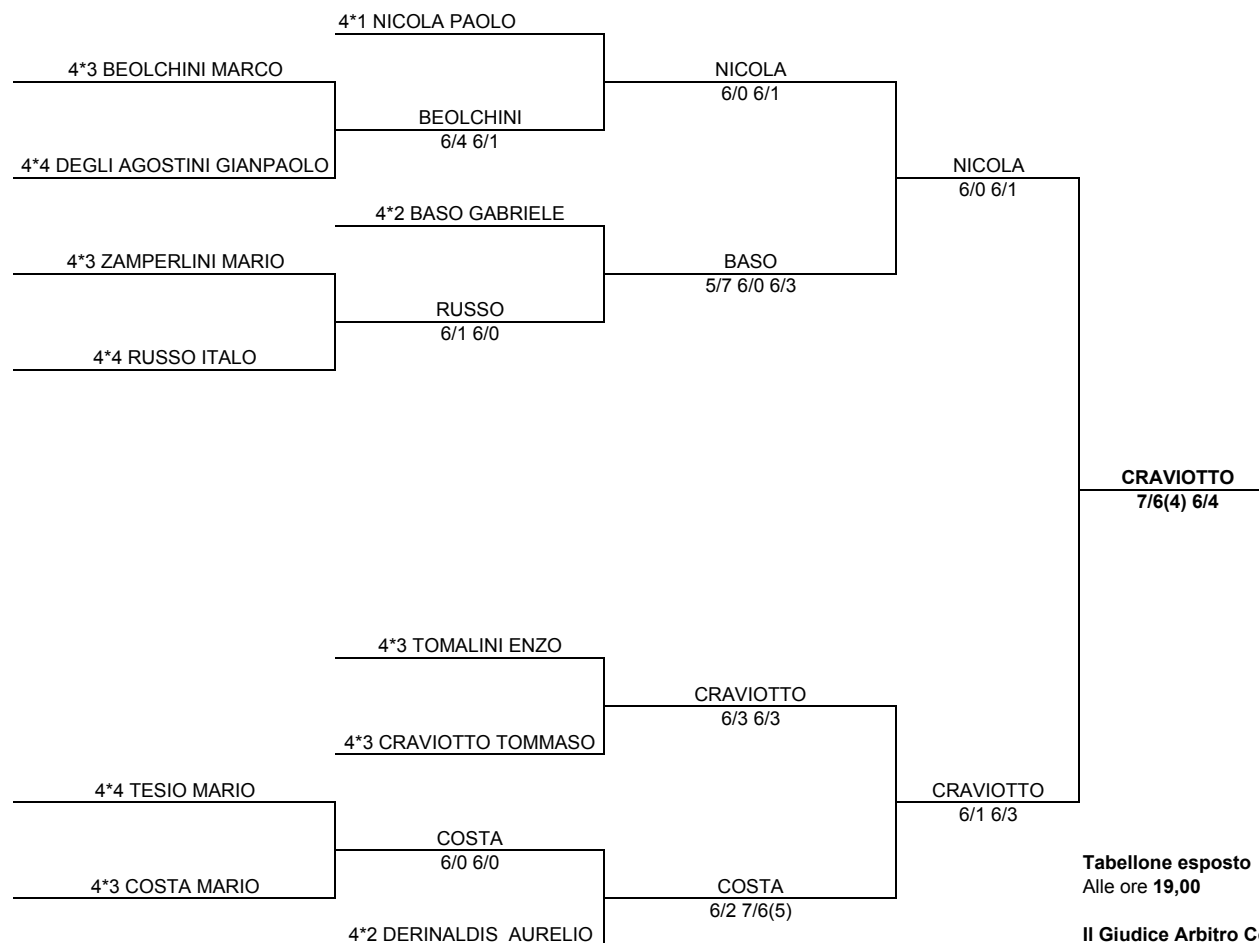 4*1 NICOLA PAOLO
4*3 BEOLCHINI MARCO
NICOLA
6/0 6/1
BEOLCHINI
6/4 6/1
4*4 DEGLI AGOSTINI GIANPAOLO
NICOLA
6/0 6/1
4*2 BASO GABRIELE
4*3 ZAMPERLINI MARIO
BASO
5/7 6/0 6/3
RUSSO
6/1 6/0
4*4 RUSSO ITALO
CRAVIOTTO
7/6(4) 6/4
4*3 TOMALINI ENZO
CRAVIOTTO
6/3 6/3
4*3 CRAVIOTTO TOMMASO
4*4 TESIO MARIO
CRAVIOTTO
6/1 6/3
COSTA
6/0 6/0
Tabellone esposto
Alle ore 19,00
4*3 COSTA MARIO
COSTA
6/2 7/6(5)
4*2 DERINALDIS AURELIO
Il Giudice Arbitro